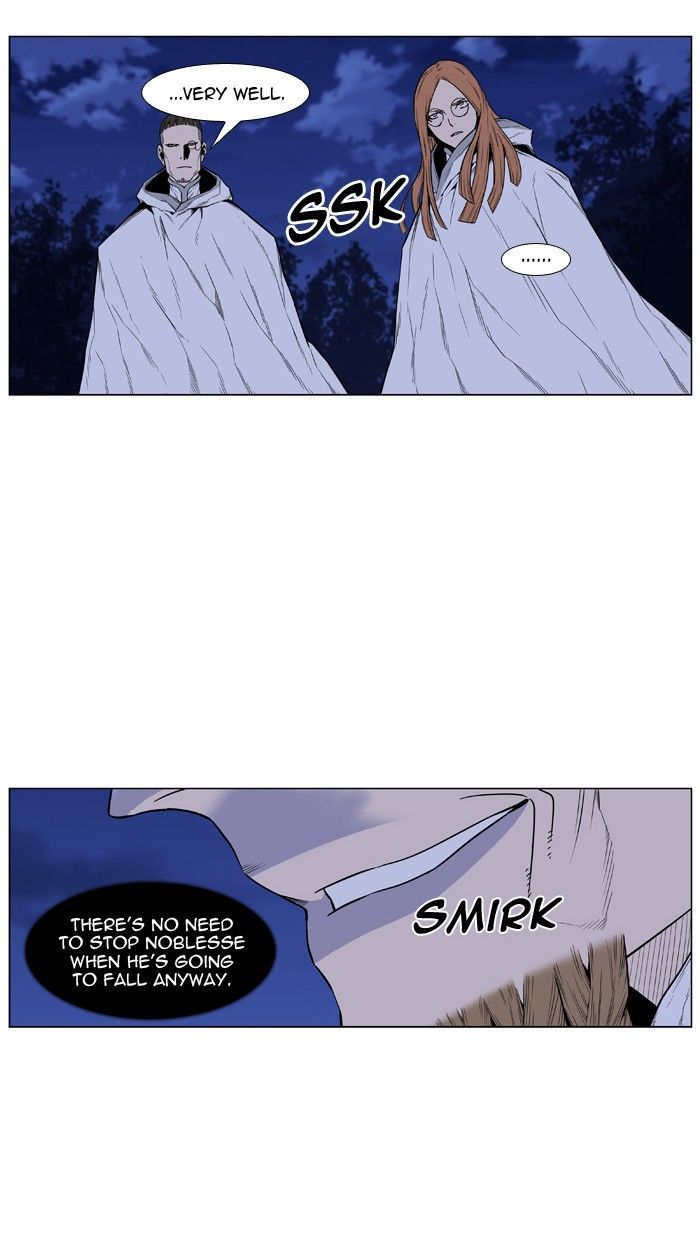 ...VERY WELL.
SSK
......
THERE'S NO NEED
TO STOP NOBLESSE
WHEN HE'S GOING
TO FALL ANYWAY.
SMIRK